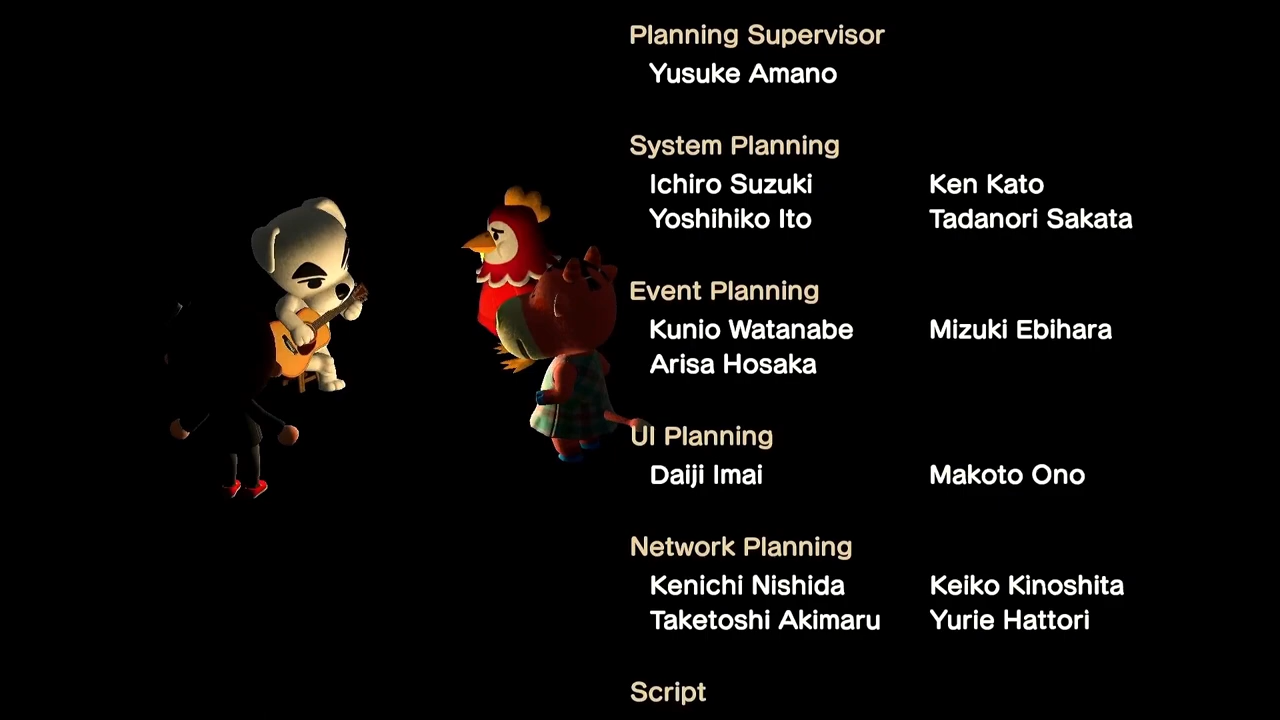 Planning Supervisor
Yusuke Amano
System Planning
Ichiro Suzuki Ken Kato
Yoshihiko Ito Tadanori Sakata
Event Planning
Kunio Watanabe Mizuki Ebihara
Arisa Hosaka
UI Planning
Daiji Imai Makoto Ono
Network Planning
Kenichi Nishida Keiko Kinoshita
Taketoshi Akimaru Yurie Hattori
Script